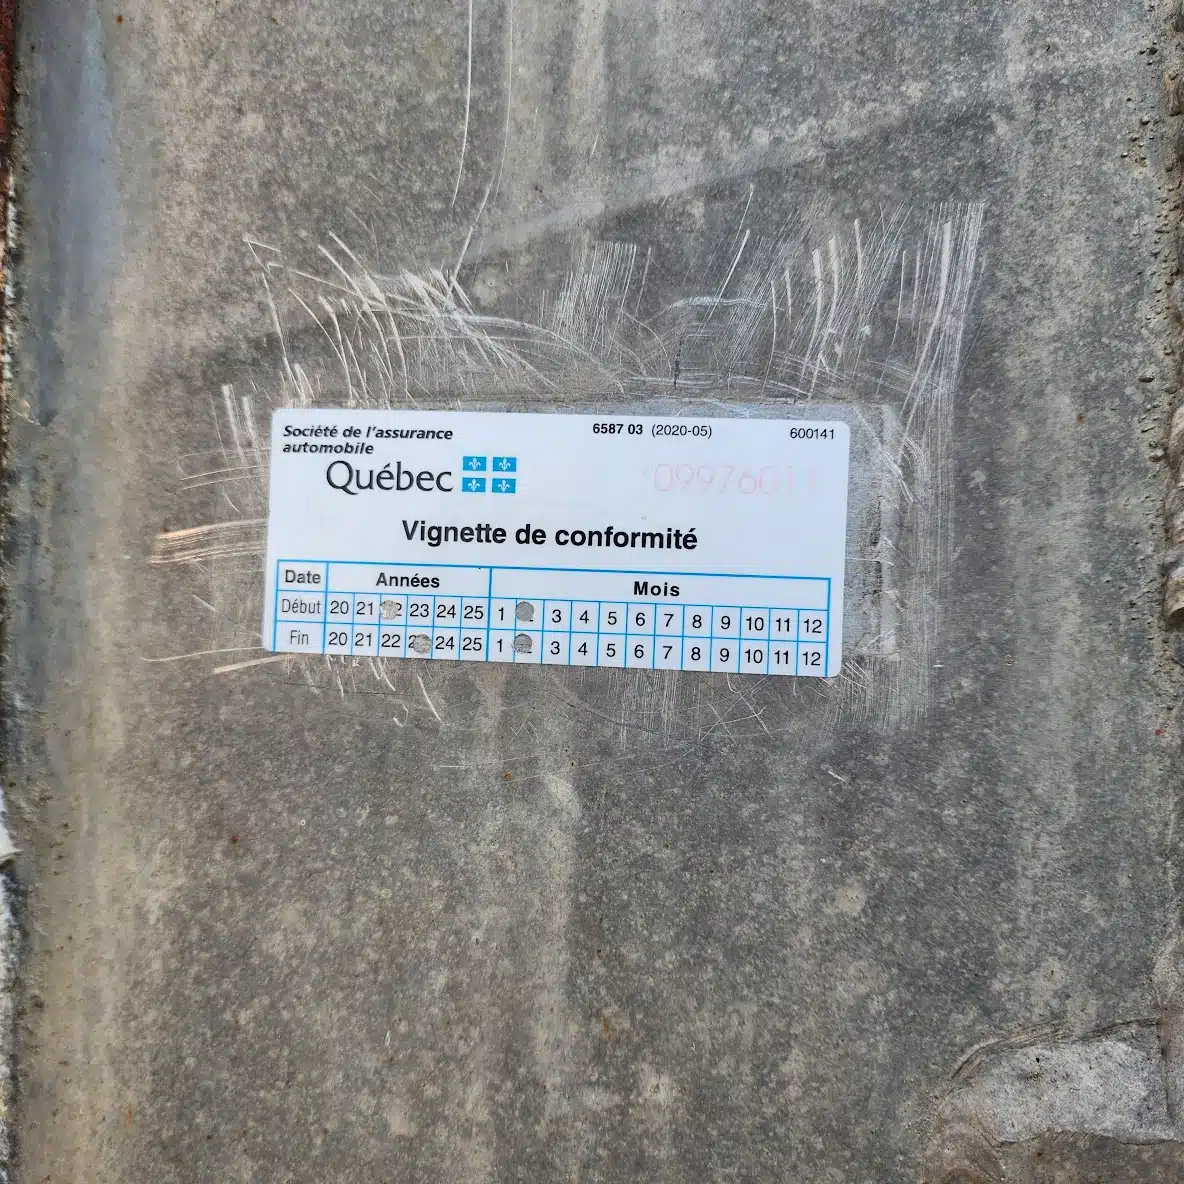 Société de l'assurance
automobile
6587 03 (2020-05)
600141
Québec
0997601
Vignette de conformité
Date Années Mois
Début 20 21 23 24 25 1 3 4 5 6 7 8 9 10 11 12
Fin 20 21 22 24 25 1 3 4 5 6 7 8 9 10 11 12